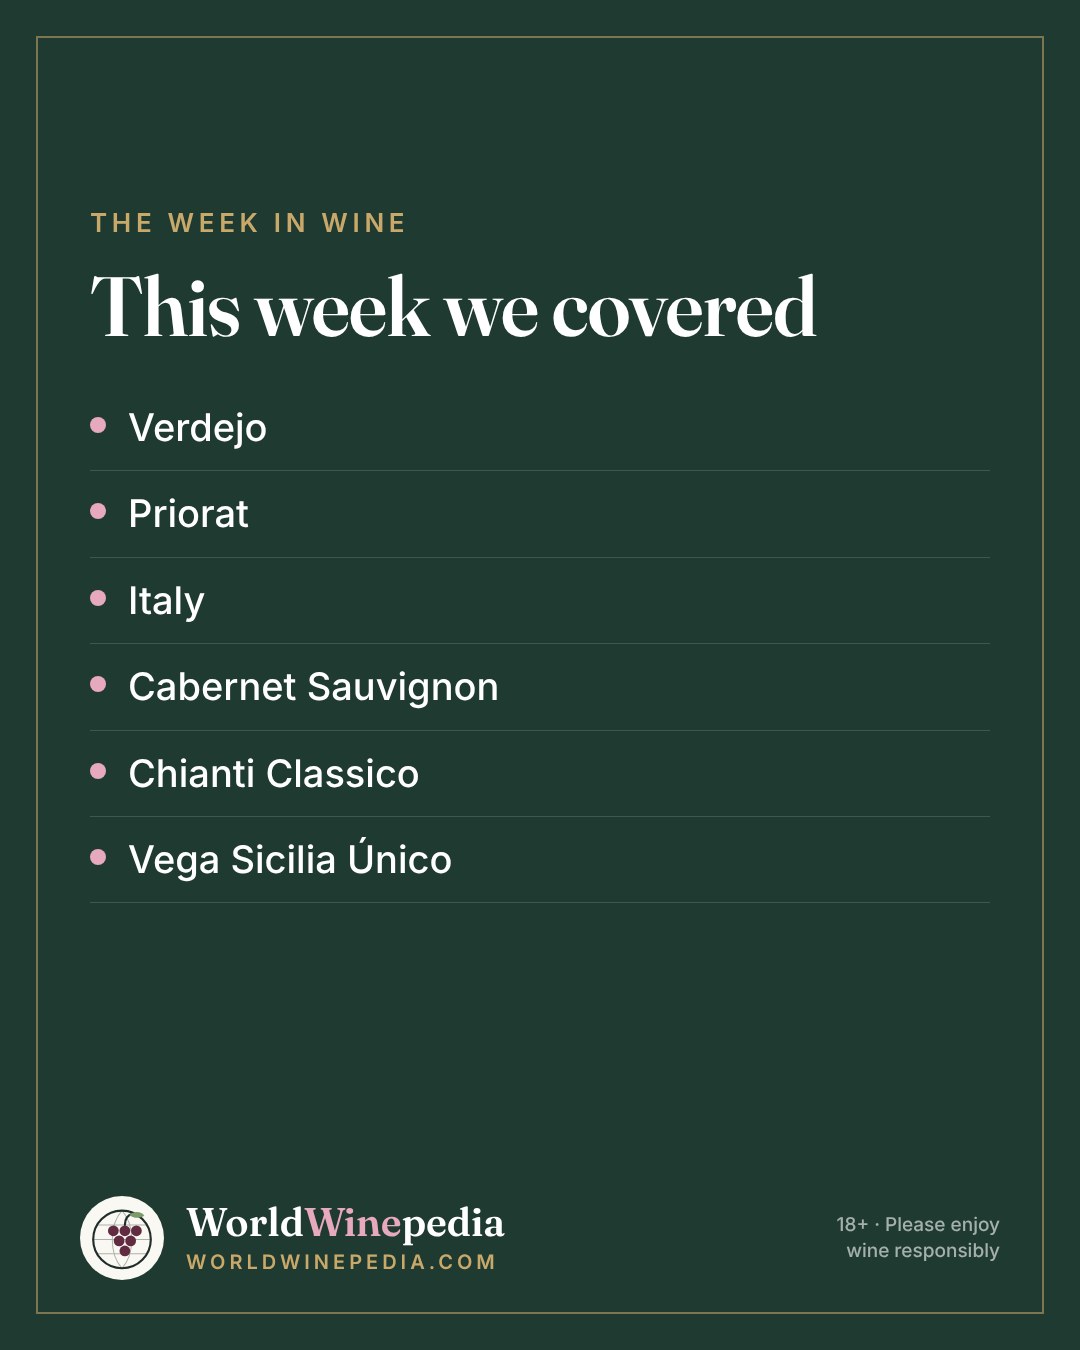 THE WEEK IN WINE
This week we covered
Verdejo
Priorat
Italy
Cabernet Sauvignon
Chianti Classico
Vega Sicilia Único
WorldWinepedia
WORLDWINEPEDIA.COM
18+ · Please enjoy
wine responsibly